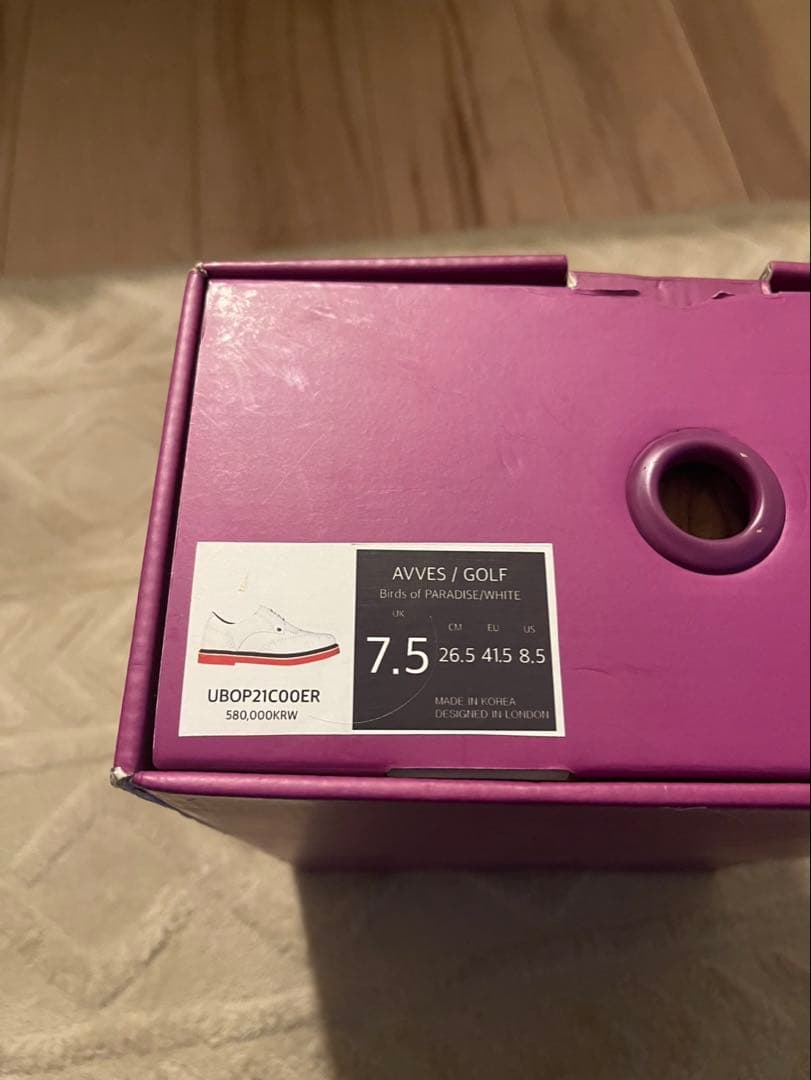 AVVES / GOLF
Birds of PARADISE/WHITE
UK CM EU US
7.5 26.5 41.5 8.5
MADE IN KOREA
DESIGNED IN LONDON
UBOP21C00ER
580,000KRW